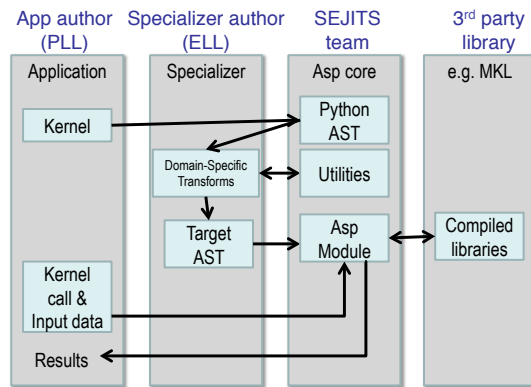 App author
(PLL)
Specializer author
(ELL)
SEJITS
team
3rd party
library
Application
Specializer
Asp core
e.g. MKL
Kernel
Python
AST
Domain-Specific
Transforms
Utilities
Target
AST
Asp
Module
Compiled
libraries
Kernel
call &
Input data
Results